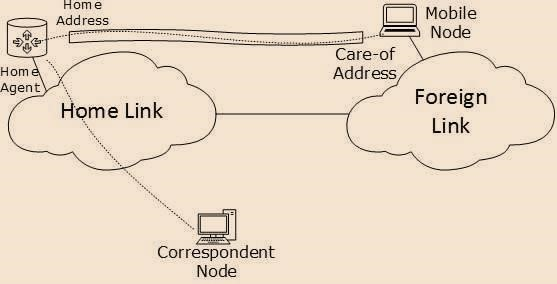 Home
Address
Mobile
Node
Care-of
Address
Home
Agent
Home Link
Foreign
Link
Correspondent
Node